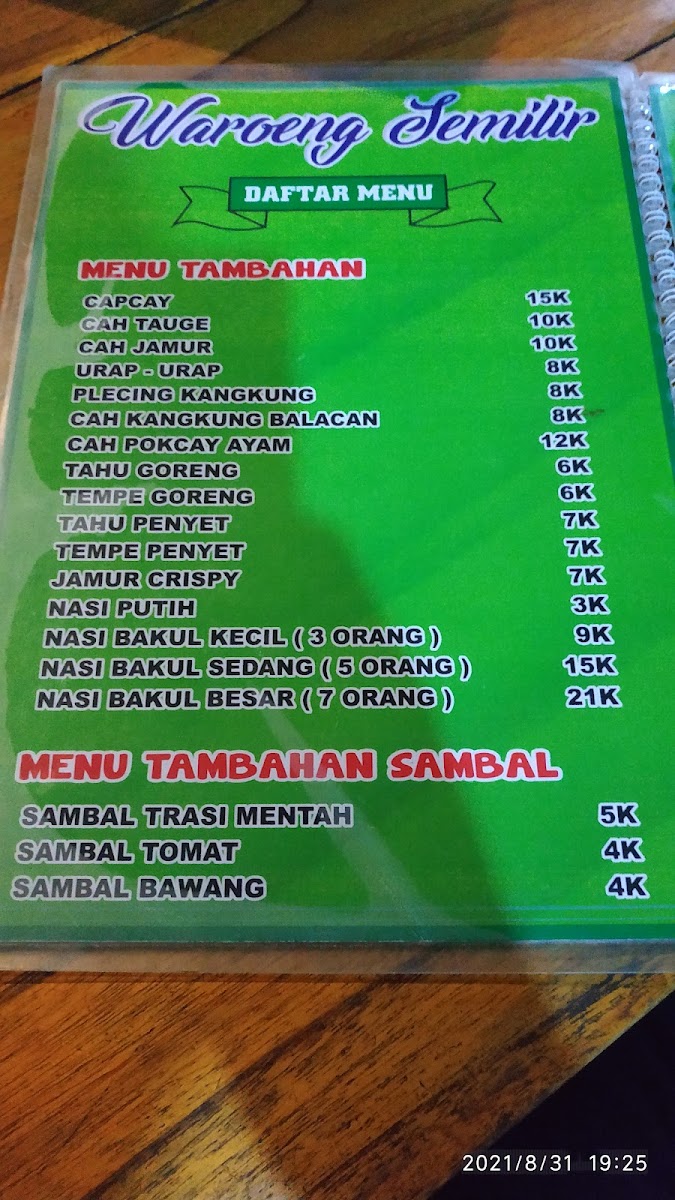 Waroeng Semilir
DAFTAR MENU
MENU TAMBAHAN
CAPCAY 15K
CAH TAUGE 10K
CAH JAMUR 10K
URAP - URAP 8K
PLECING KANGKUNG 8K
CAH KANGKUNG BALACAN 8K
CAH POKCAY AYAM 12K
TAHU GORENG 6K
TEMPE GORENG 6K
TAHU PENYET 7K
TEMPE PENYET 7K
JAMUR CRISPY 7K
NASI PUTIH 3K
NASI BAKUL KECIL ( 3 ORANG ) 9K
NASI BAKUL SEDANG ( 5 ORANG ) 15K
NASI BAKUL BESAR ( 7 ORANG ) 21K
MENU TAMBAHAN SAMBAL
SAMBAL TRASI MENTAH 5K
SAMBAL TOMAT 4K
SAMBAL BAWANG 4K
2021/8/31 19:25